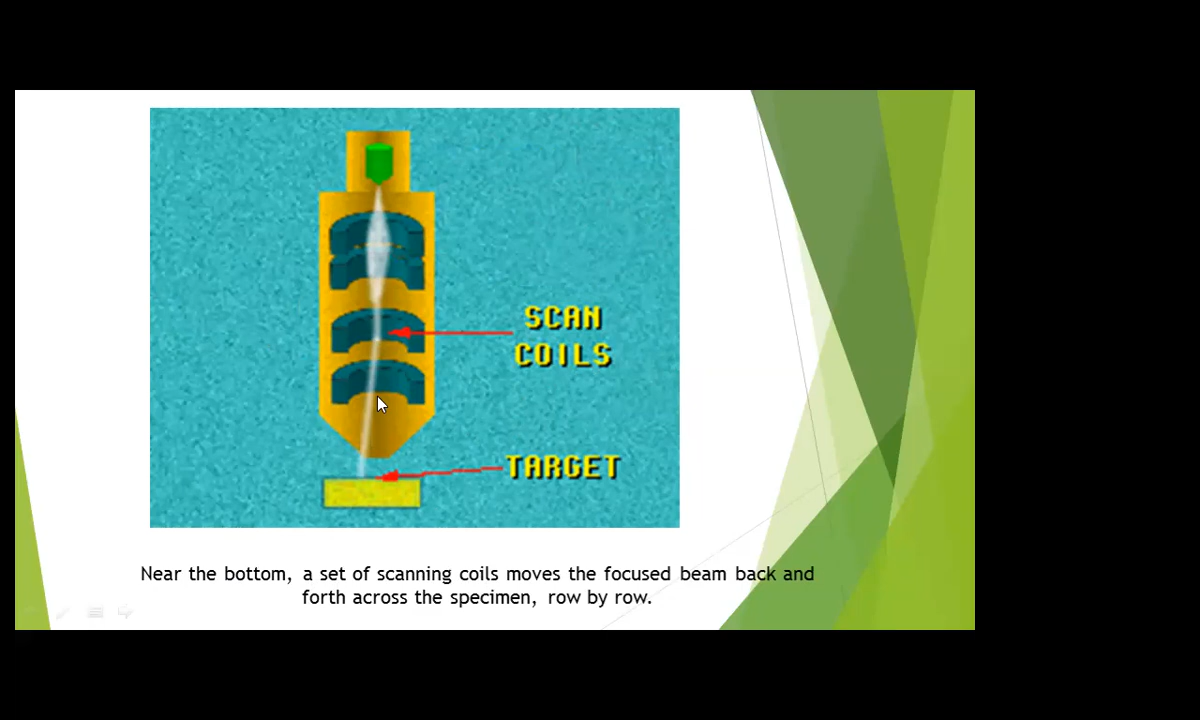 SCAN
COILS
TARGET
Near the bottom, a set of scanning coils moves the focused beam back and
forth across the specimen, row by row.